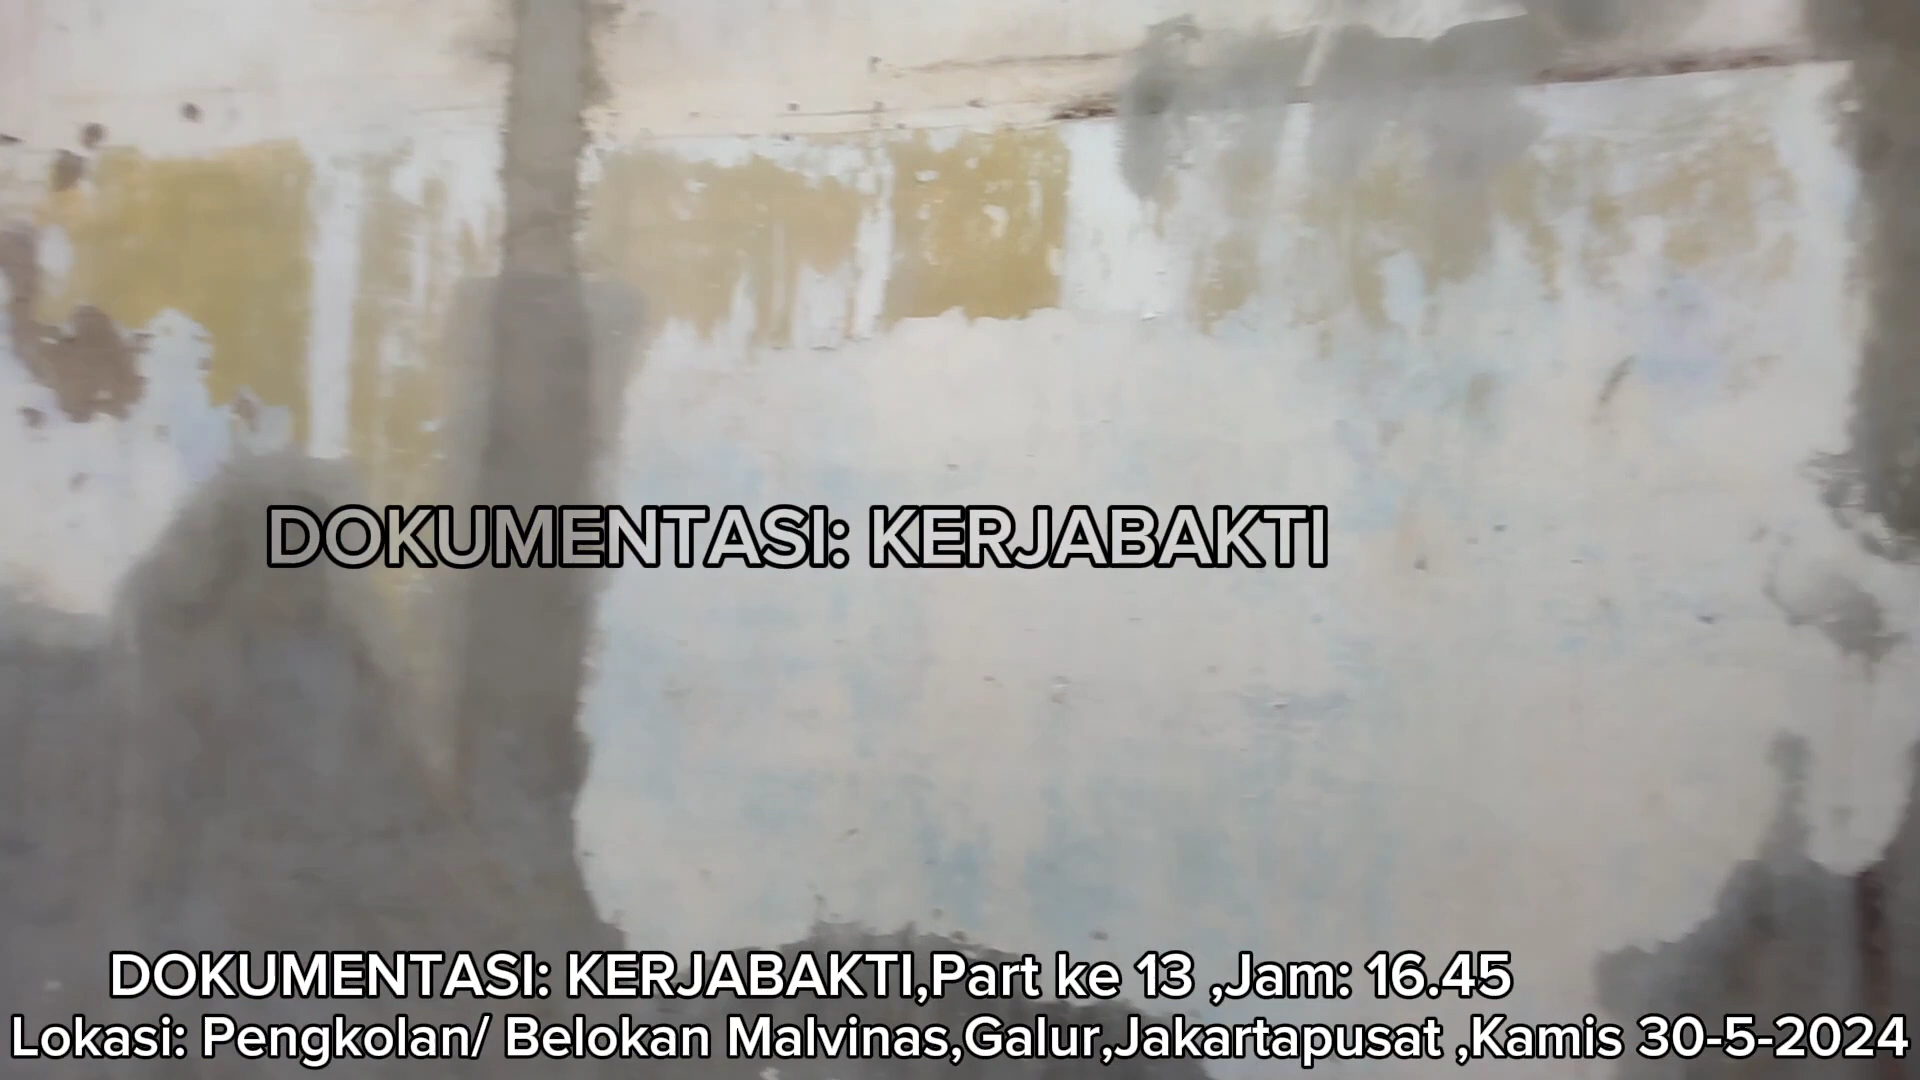 DOKUMENTASI: KERJABAKTI
DOKUMENTASI: KERJABAKTI,Part ke 13 ,Jam: 16.45
Lokasi: Pengkolan/ Belokan Malvinas,Galur,Jakartapusat ,Kamis 30-5-2024